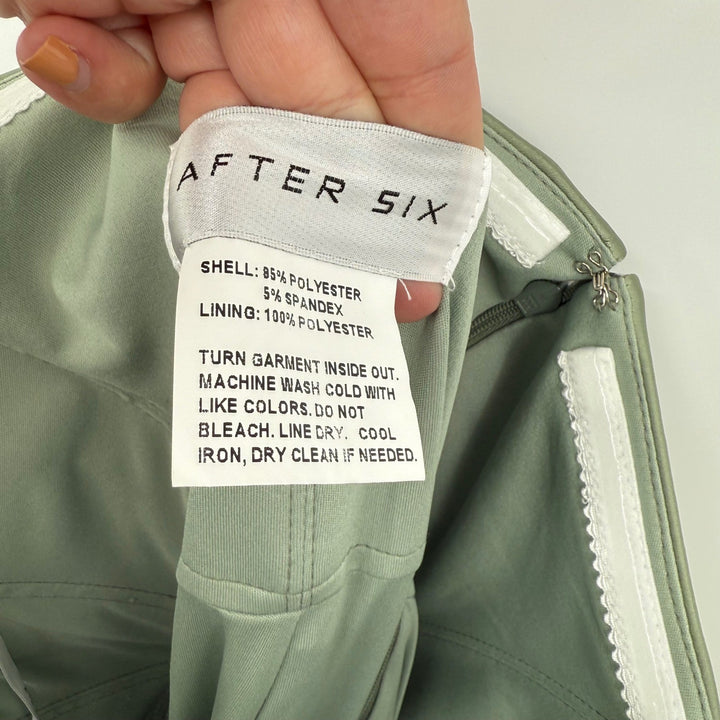 AFTER SIX
SHELL: 85% POLYESTER
5% SPANDEX
LINING: 100% POLYESTER
TURN GARMENT INSIDE OUT.
MACHINE WASH COLD WITH
LIKE COLORS. DO NOT
BLEACH. LINE DRY. COOL
IRON, DRY CLEAN IF NEEDED.